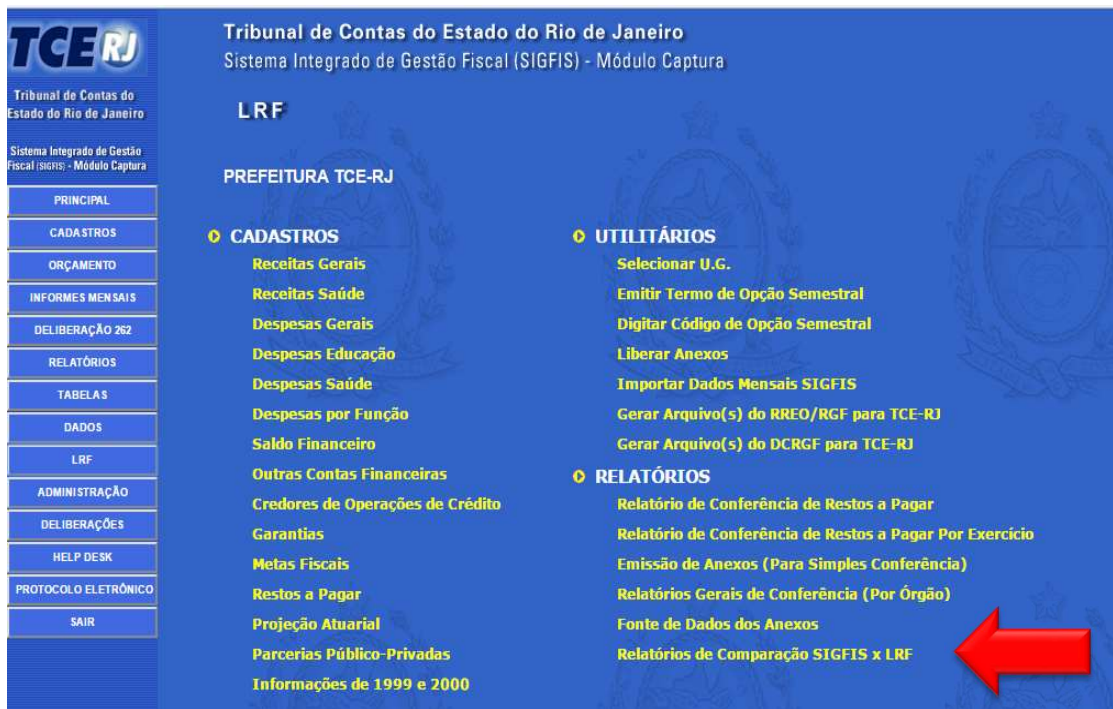 TCE RJ
Tribunal de Contas do
Estado do Rio de Janeiro
Sistema Integrado de Gestão
Fiscal (SIGFIS) - Módulo Captura
PRINCIPAL
CADASTROS
ORÇAMENTO
INFORMES MENSAIS
DELIBERAÇÃO 262
RELATÓRIOS
TABELAS
DADOS
LRF
ADMINISTRAÇÃO
DELIBERAÇÕES
HELP DESK
PROTOCOLO ELETRÔNICO
SAIR
Tribunal de Contas do Estado do Rio de Janeiro
Sistema Integrado de Gestão Fiscal (SIGFIS) - Módulo Captura
LRF
PREFEITURA TCE-RJ
CADASTROS
Receitas Gerais
Receitas Saúde
Despesas Gerais
Despesas Educação
Despesas Saúde
Despesas por Função
Saldo Financeiro
Outras Contas Financeiras
Credores de Operações de Crédito
Garantias
Metas Fiscais
Restos a Pagar
Projeção Atuarial
Parcerias Público-Privadas
Informações de 1999 e 2000
UTILITÁRIOS
Selecionar U.G.
Emitir Termo de Opção Semestral
Digitar Código de Opção Semestral
Liberar Anexos
Importar Dados Mensais SIGFIS
Gerar Arquivo(s) do RREO/RGF para TCE-RJ
Gerar Arquivo(s) do DCRGF para TCE-RJ
RELATÓRIOS
Relatório de Conferência de Restos a Pagar
Relatório de Conferência de Restos a Pagar Por Exercício
Emissão de Anexos (Para Simples Conferência)
Relatórios Gerais de Conferência (Por Órgão)
Fonte de Dados dos Anexos
Relatórios de Comparação SIGFIS x LRF